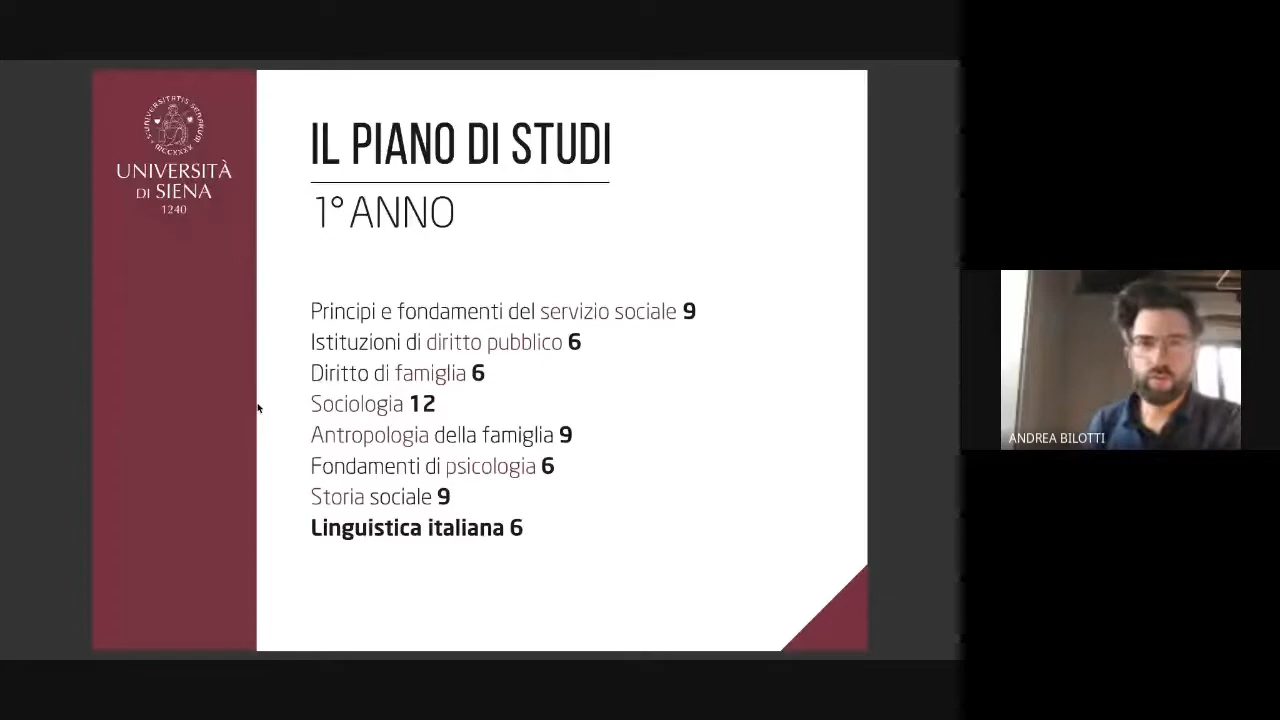 UNIVERSITÀ
DI SIENA
1240
IL PIANO DI STUDI
1° ANNO
Principi e fondamenti del servizio sociale 9
Istituzioni di diritto pubblico 6
Diritto di famiglia 6
Sociologia 12
Antropologia della famiglia 9
Fondamenti di psicologia 6
Storia sociale 9
Linguistica italiana 6
ANDREA BILOTTI